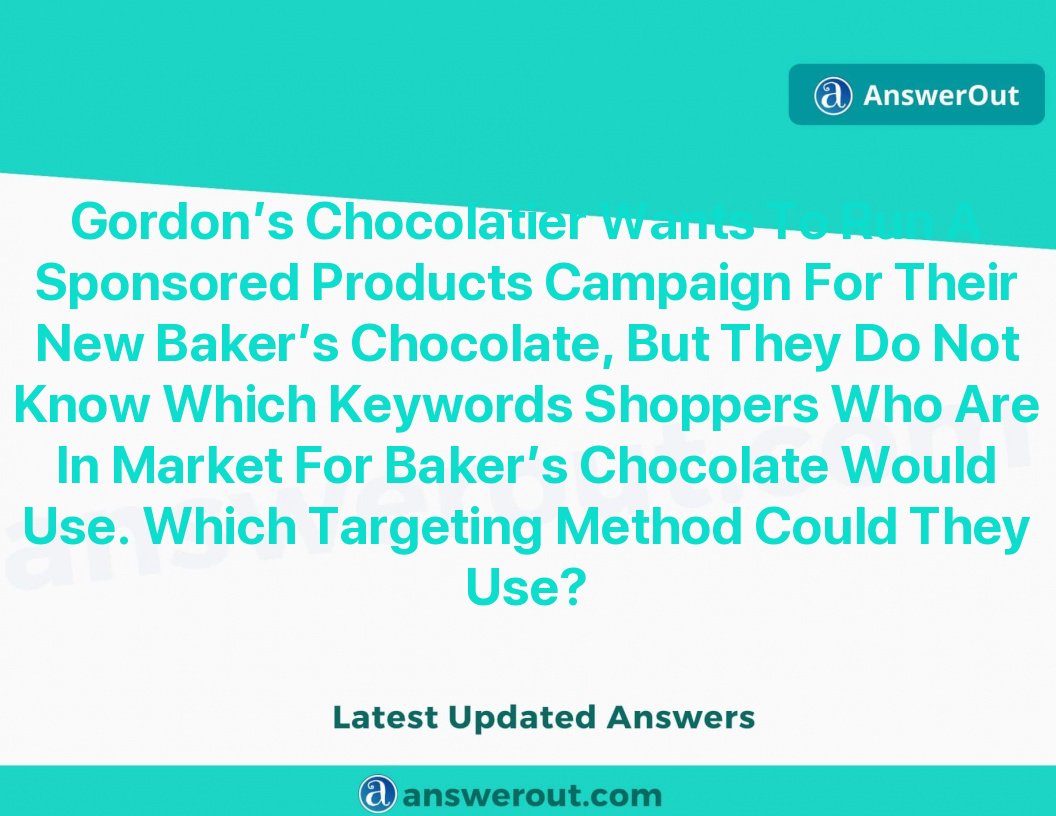 AnswerOut
Gordon’s Chocolatier Wants To Run A
Sponsored Products Campaign For Their
New Baker’s Chocolate, But They Do Not
Know Which Keywords Shoppers Who Are
In Market For Baker’s Chocolate Would
Use. Which Targeting Method Could They
Use?
answerout.com
Latest Updated Answers
answerout.com